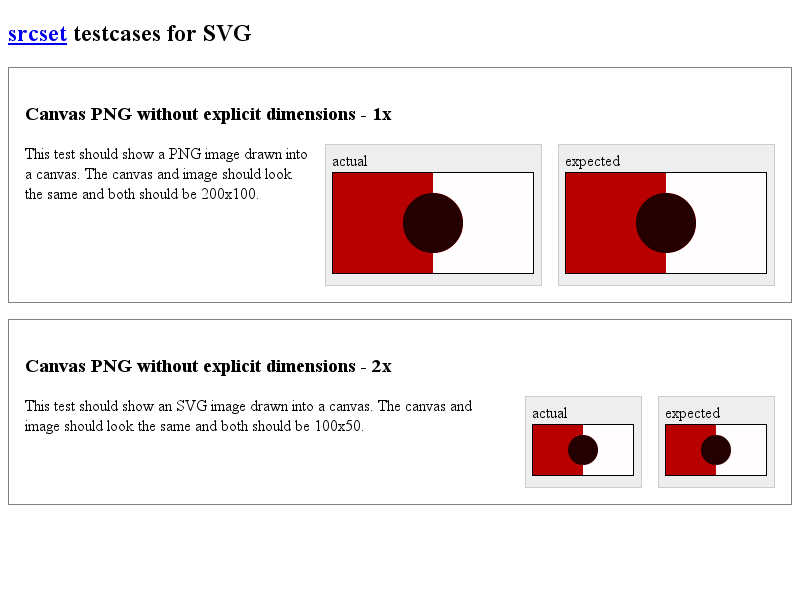 srcset testcases for SVG
Canvas PNG without explicit dimensions - 1x
This test should show a PNG image drawn into
a canvas. The canvas and image should look
the same and both should be 200x100.
actual
expected
Canvas PNG without explicit dimensions - 2x
This test should show an SVG image drawn into a canvas. The canvas and
image should look the same and both should be 100x50.
actual
expected